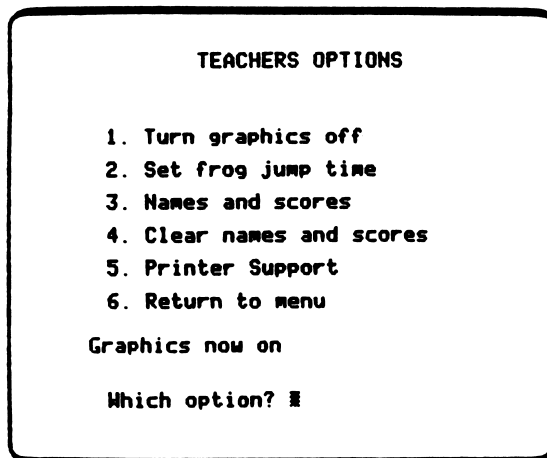 TEACHERS OPTIONS
1. Turn graphics off
2. Set frog jump time
3. Names and scores
4. Clear names and scores
5. Printer Support
6. Return to menu
Graphics now on
Which option?